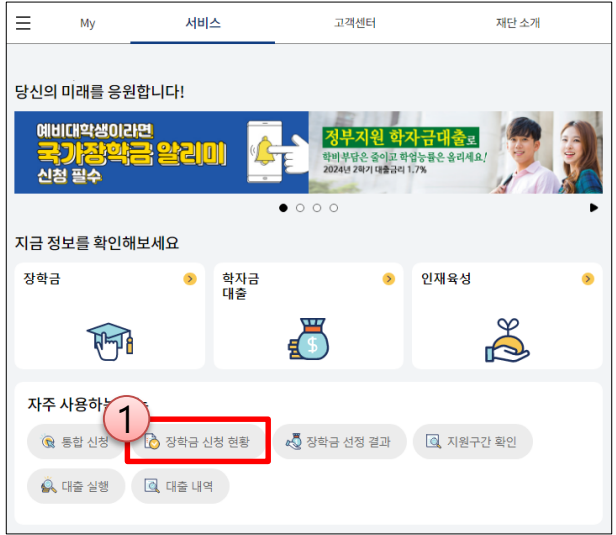 My 서비스 고객센터 재단 소개
당신의 미래를 응원합니다!
예비대학생이라면
국가장학금 알리미
신청 필수
정부지원 학자금대출로
학비부담은 줄이고 학업능률은 올리세요!
2024년 2학기 대출금리 1.7%
지금 정보를 확인해보세요
장학금
학자금
대출
인재육성
자주 사용하는
1
통합 신청 장학금 신청 현황 장학금 선정 결과 지원구간 확인
대출 실행 대출 내역